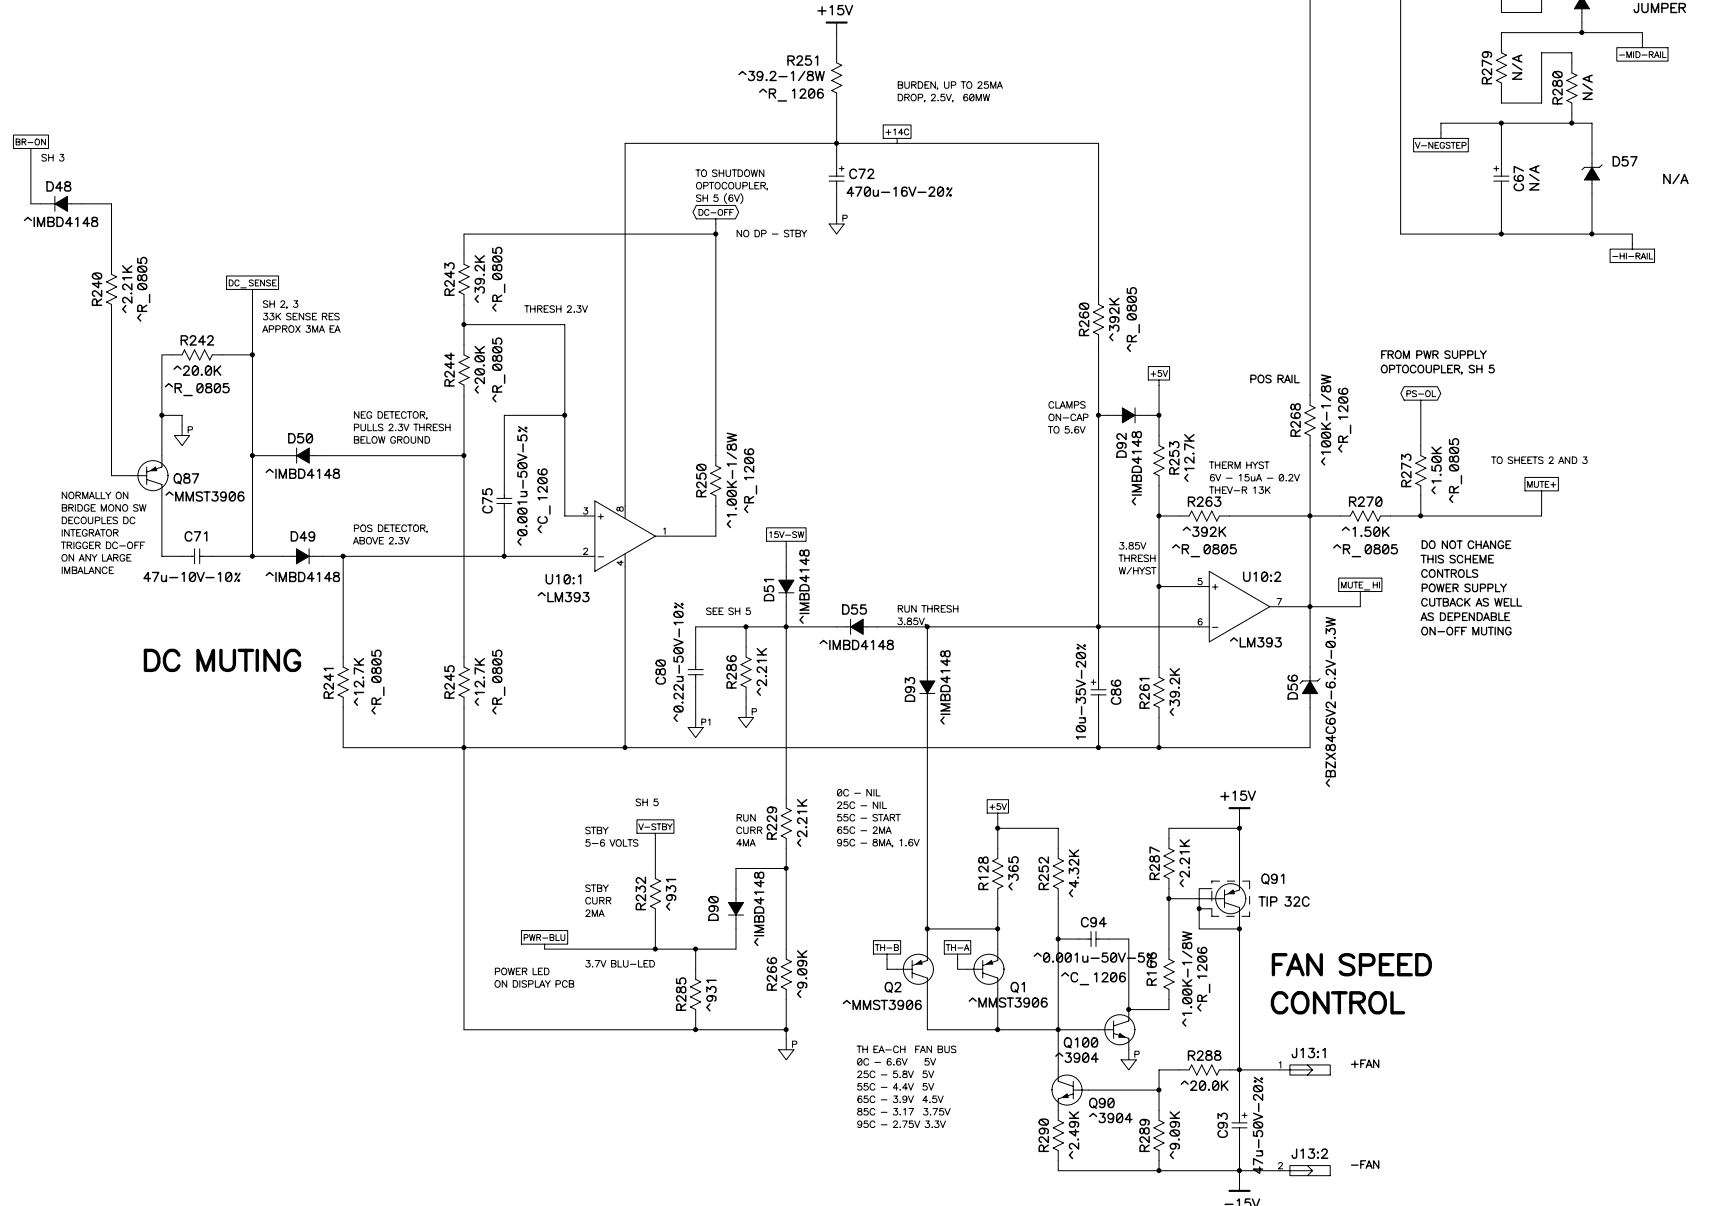 +15V
R251
^39.2-1/8W
^R_1206
BURDEN, UP TO 25MA
DROP, 2.5V, 60MW
+14C
C72
470u-16V-20%
P
TO SHUTDOWN
OPTOCOUPLER,
SH 5 (6V)
DC-OFF
NO DP - STBY
BR-ON
SH 3
D48
^IMBD4148
R240
^2.21K
^R_0805
DC_SENSE
SH 2, 3
33K SENSE RES
APPROX 3MA EA
R242
^20.0K
^R_0805
P
Q87
^MMST3906
NORMALLY ON
BRIDGE MONO SW
DECOUPLES DC
INTEGRATOR
TRIGGER DC-OFF
ON ANY LARGE
IMBALANCE
C71
47u-10V-10%
D50
^IMBD4148
NEG DETECTOR,
PULLS 2.3V THRESH
BELOW GROUND
D49
^IMBD4148
POS DETECTOR,
ABOVE 2.3V
R243
^39.2K
^R_0805
R244
^20.0K
^R_0805
THRESH 2.3V
C75
^0.001u-50V-5%
^C_1206
3
+
2
-
8
4
1
U10:1
^LM393
R250
^1.00K-1/8W
^R_1206
DC MUTING
R241
^12.7K
^R_0805
R245
^12.7K
^R_0805
15V-SW
D51
^IMBD4148
SEE SH 5
C80
^0.22u-50V-10%
P1
R286
^2.21K
P
D55
^IMBD4148
RUN THRESH
3.85V
D93
^IMBD4148
R260
^392K
^R_0805
CLAMPS
ON-CAP
TO 5.6V
D92
^IMBD4148
+5V
R253
^12.7K
THERM HYST
6V - 15uA - 0.2V
THEV-R 13K
R263
^392K
^R_0805
3.85V
THRESH
W/HYST
5
+
6
-
7
U10:2
^LM393
10u-35V-20%
C86
R261
^39.2K
POS RAIL
R268
^100K-1/8W
^R_1206
FROM PWR SUPPLY
OPTOCOUPLER, SH 5
PS-OL
R273
^1.50K
^R_0805
R270
^1.50K
^R_0805
TO SHEETS 2 AND 3
MUTE+
DO NOT CHANGE
THIS SCHEME
CONTROLS
POWER SUPPLY
CUTBACK AS WELL
AS DEPENDABLE
ON-OFF MUTING
MUTE_HI
D56
^BZX84C6V2-6.2V-0.3W
JUMPER
-MID-RAIL
R279
N/A
R280
N/A
V-NEGSTEP
+
C67
N/A
D57
N/A
-HI-RAIL
SH 5
V-STBY
STBY
5-6 VOLTS
STBY
CURR
2MA
R232
^931
RUN
CURR
4MA
R229
^2.21K
D90
^IMBD4148
PWR-BLU
3.7V BLU-LED
POWER LED
ON DISPLAY PCB
R285
^931
R266
^9.09K
P
0C - NIL
25C - NIL
55C - START
65C - 2MA
95C - 8MA, 1.6V
+5V
R128
^365
R252
^4.32K
TH-B
Q2
^MMST3906
TH-A
Q1
^MMST3906
C94
^0.001u-50V-5%
^C_1206
+15V
R287
^2.21K
Q91
TIP 32C
^1.00K-1/8W
^R_1206
FAN SPEED
CONTROL
Q100
^3904
P
TH EA-CH FAN BUS
0C - 6.6V 5V
25C - 5.8V 5V
55C - 4.4V 5V
65C - 3.9V 4.5V
85C - 3.17 3.75V
95C - 2.75V 3.3V
Q90
^3904
R288
^20.0K
R290
^2.49K
R289
^9.09K
C93
47u-50V-20%
J13:1
1
+FAN
J13:2
2
-FAN
-15V